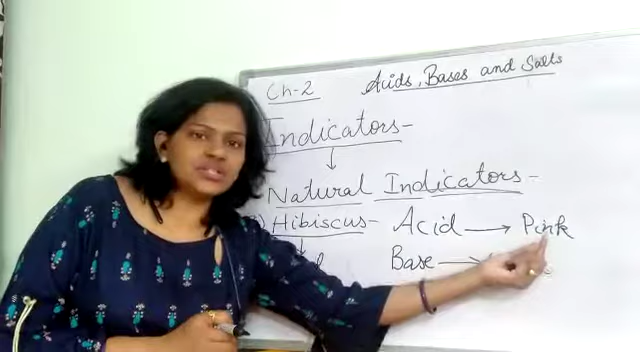 Ch-2 Acids, Bases and Salts
Indicators-
↓
Natural Indicators-
Hibiscus- Acid → Pink
Base →